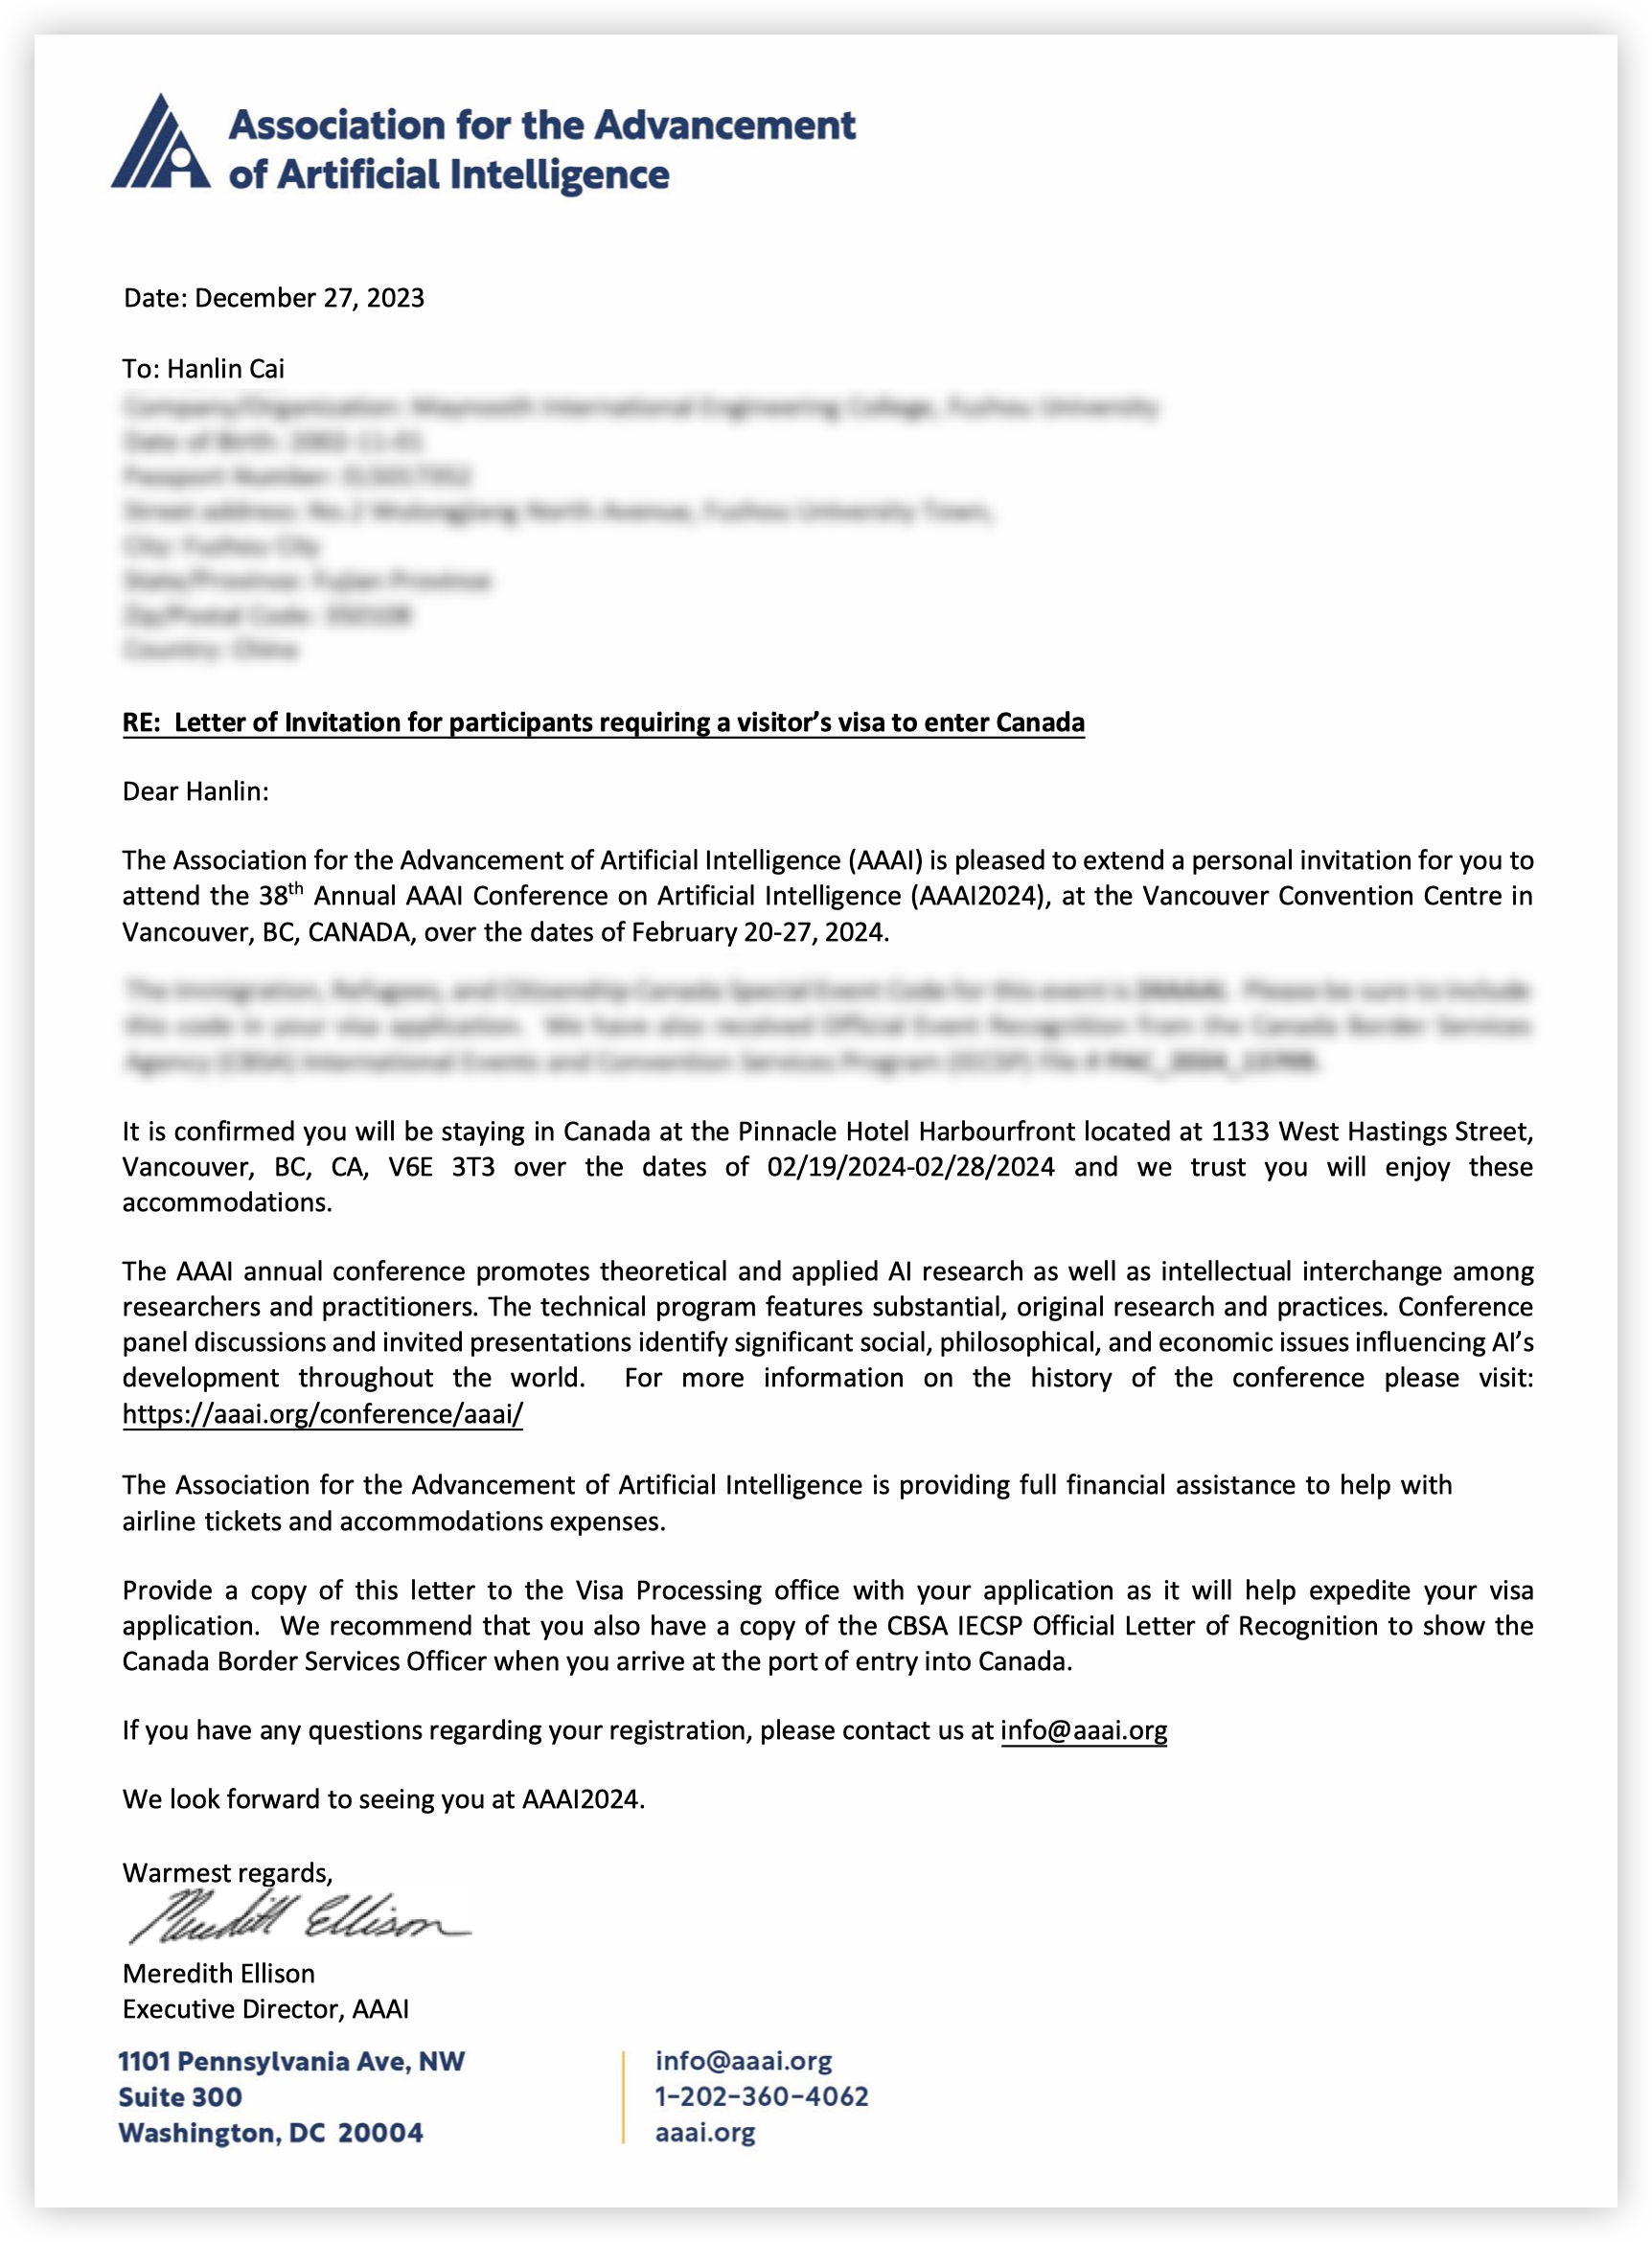 Association for the Advancement
of Artificial Intelligence
Date: December 27, 2023
To: Hanlin Cai
RE:  Letter of Invitation for participants requiring a visitor's visa to enter Canada
Dear Hanlin:
The Association for the Advancement of Artificial Intelligence (AAAI) is pleased to extend a personal invitation for you to
attend the 38th Annual AAAI Conference on Artificial Intelligence (AAAI2024), at the Vancouver Convention Centre in
Vancouver, BC, CANADA, over the dates of February 20-27, 2024.
It is confirmed you will be staying in Canada at the Pinnacle Hotel Harbourfront located at 1133 West Hastings Street,
Vancouver, BC, CA, V6E 3T3 over the dates of 02/19/2024-02/28/2024 and we trust you will enjoy these
accommodations.
The AAAI annual conference promotes theoretical and applied AI research as well as intellectual interchange among
researchers and practitioners. The technical program features substantial, original research and practices. Conference
panel discussions and invited presentations identify significant social, philosophical, and economic issues influencing AI's
development throughout the world.  For more information on the history of the conference please visit:
https://aaai.org/conference/aaai/
The Association for the Advancement of Artificial Intelligence is providing full financial assistance to help with
airline tickets and accommodations expenses.
Provide a copy of this letter to the Visa Processing office with your application as it will help expedite your visa
application.  We recommend that you also have a copy of the CBSA IECSP Official Letter of Recognition to show the
Canada Border Services Officer when you arrive at the port of entry into Canada.
If you have any questions regarding your registration, please contact us at info@aaai.org
We look forward to seeing you at AAAI2024.
Warmest regards,
Meredith Ellison
Meredith Ellison
Executive Director, AAAI
1101 Pennsylvania Ave, NW
Suite 300
Washington, DC  20004
info@aaai.org
1-202-360-4062
aaai.org